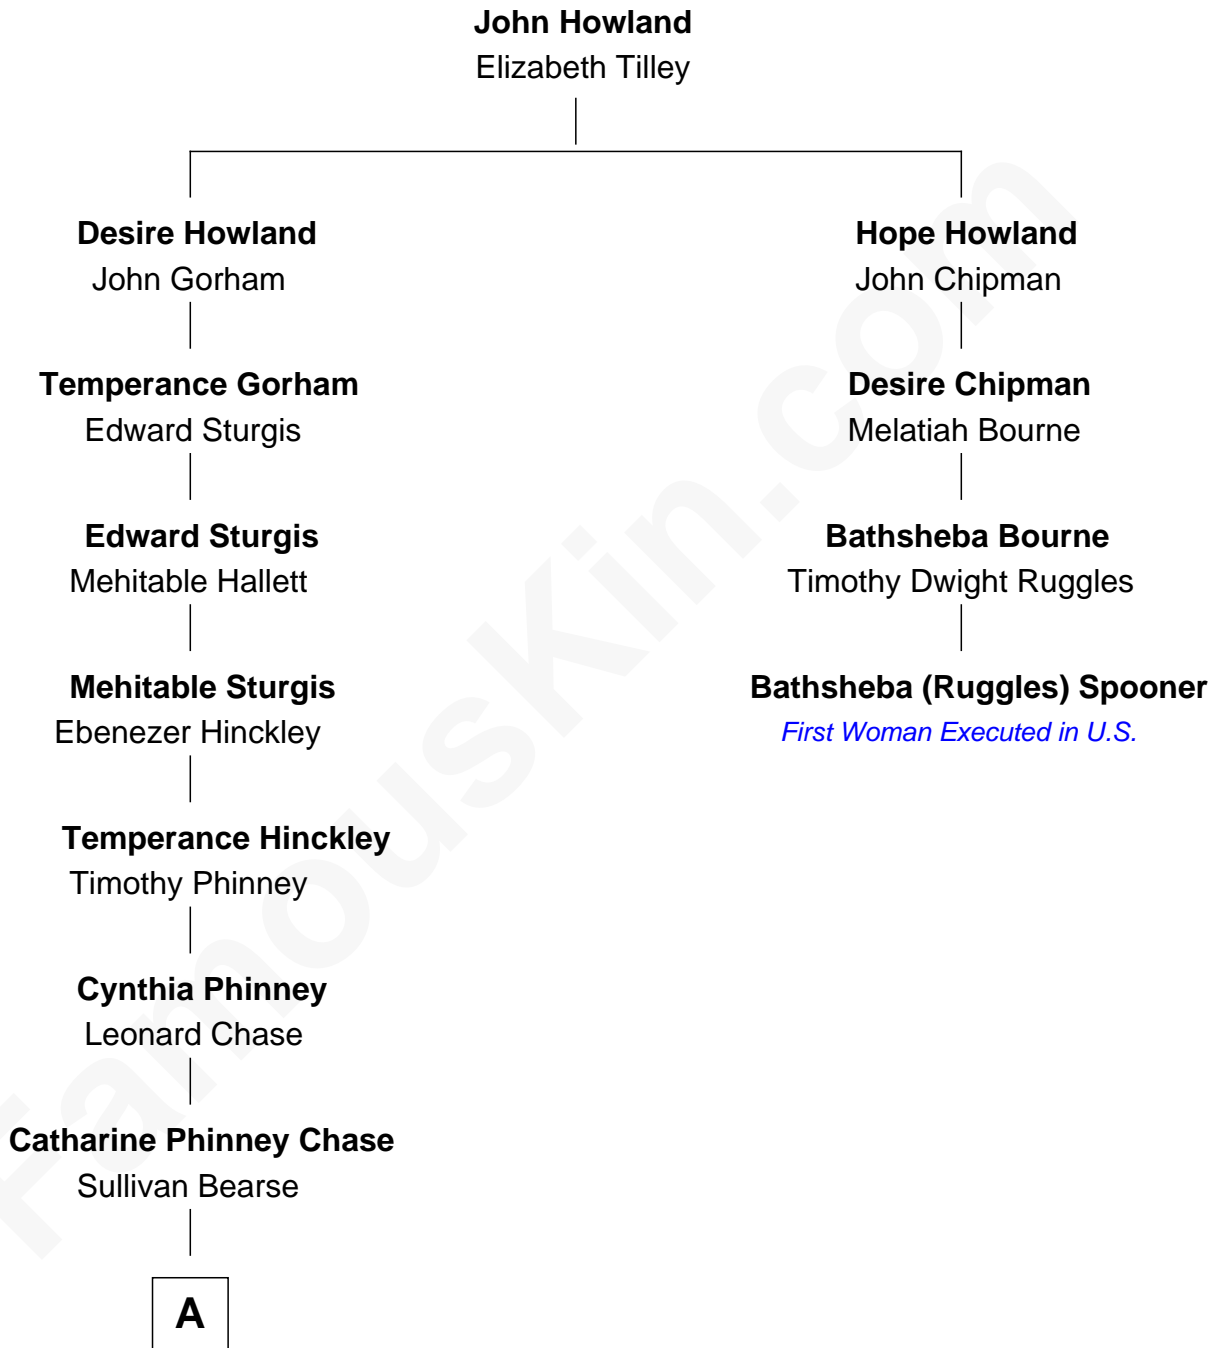 John Howland
Elizabeth Tilley
Desire Howland
John Gorham
Hope Howland
John Chipman
Temperance Gorham
Edward Sturgis
Desire Chipman
Melatiah Bourne
Edward Sturgis
Mehitable Hallett
Bathsheba Bourne
Timothy Dwight Ruggles
Mehitable Sturgis
Ebenezer Hinckley
Bathsheba (Ruggles) Spooner
First Woman Executed in U.S.
Temperance Hinckley
Timothy Phinney
Cynthia Phinney
Leonard Chase
Catharine Phinney Chase
Sullivan Bearse
A
FamousKin.com